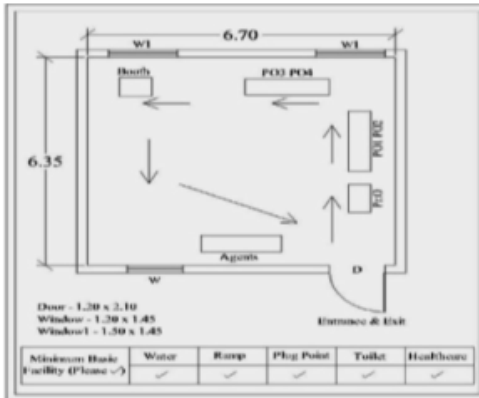 6.70
W1 W1
Booth PO3 PO4
PO1 PO2
6.35
Agents
W D
Door - 1.20 x 2.10
Window - 1.20 x 1.45
Window1 - 1.50 x 1.45
Entrance & Exit
Minimum Basic Facility (Please ✓) Water Ramp Plug Point Toilet Healthcare
✓ ✓ ✓ ✓ ✓